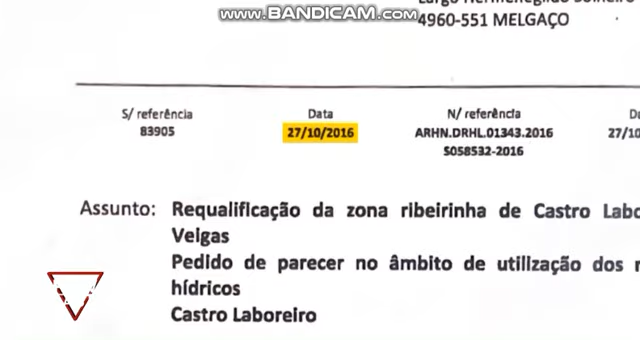 www.BANDICAM.com
4960-551 MELGAÇO
S/ referência Data N/ referência
83905 27/10/2016 ARHN.DRHL.01343.2016 27/10
S058532-2016
Assunto: Requalificação da zona ribeirinha de Castro Labo
Veigas
Pedido de parecer no âmbito de utilização dos
hídricos
Castro Laboreiro